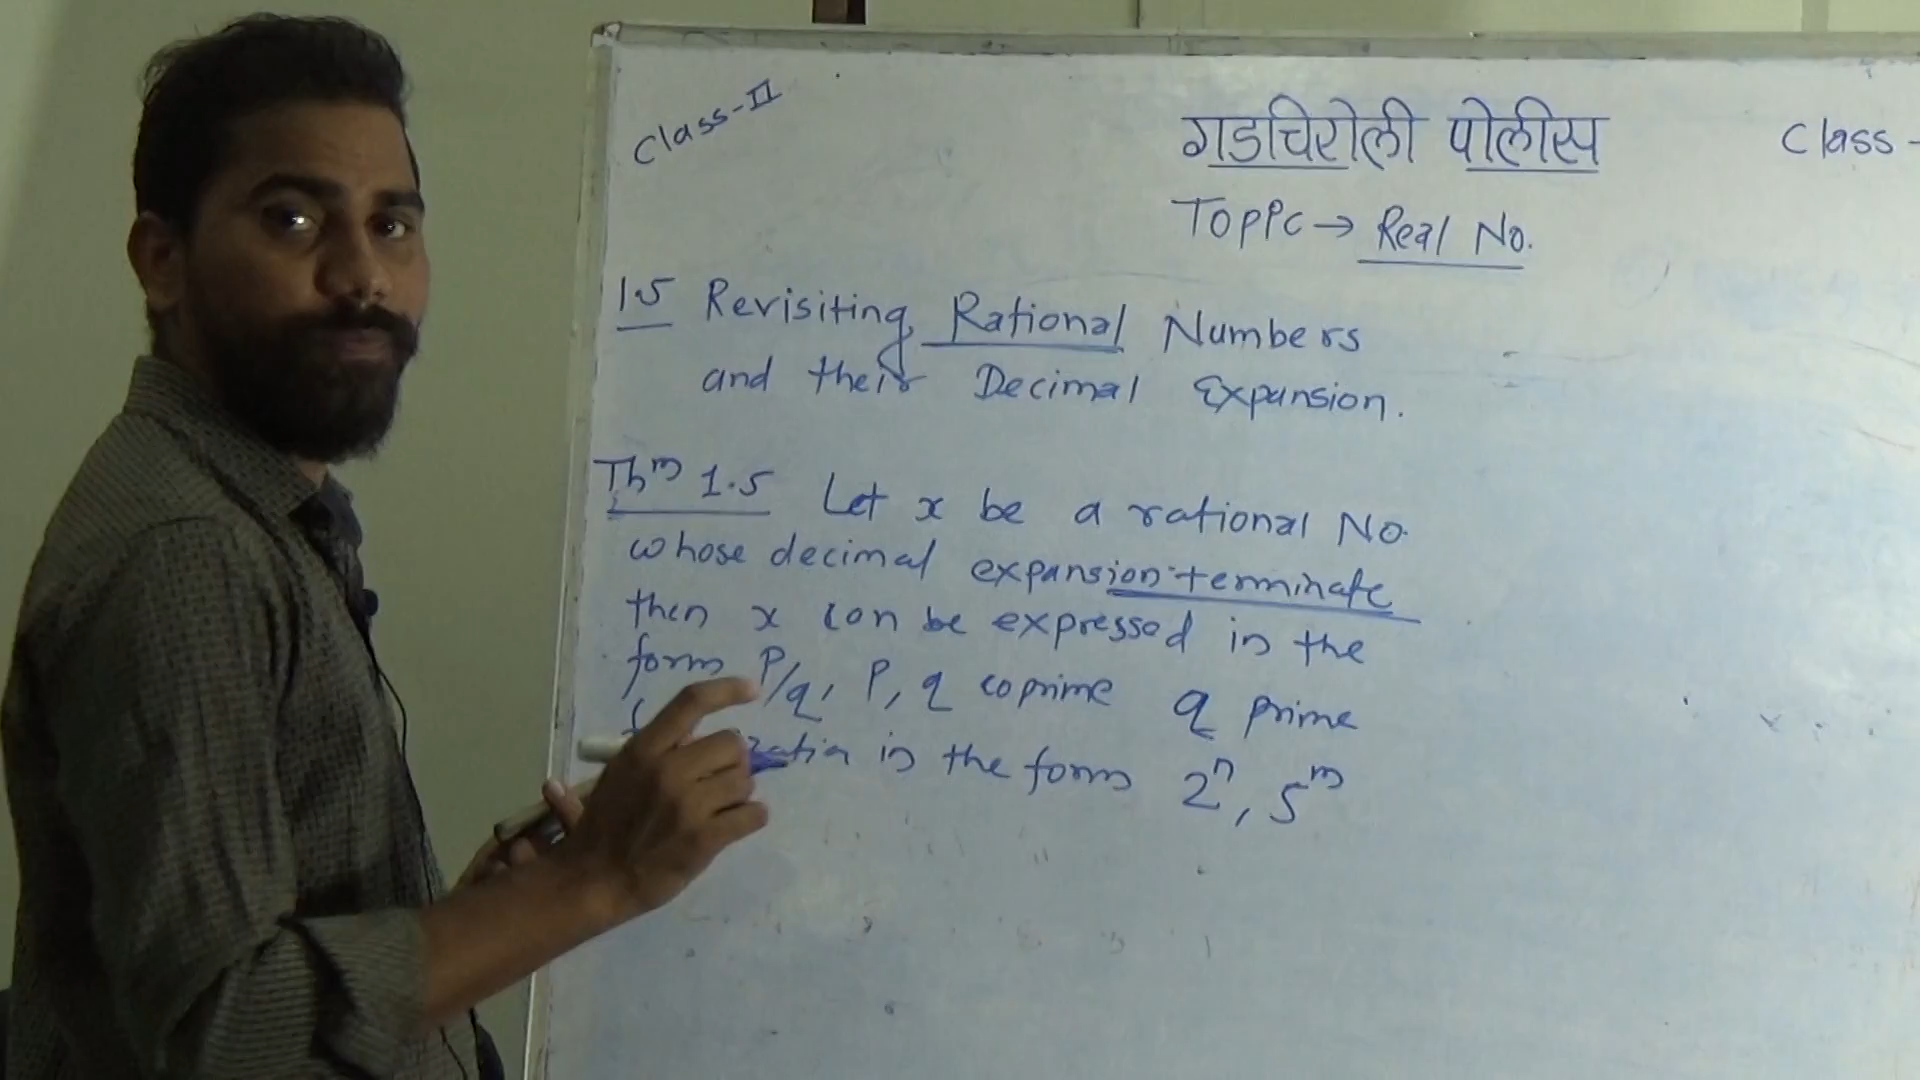 Class-II
गडचिरोली पोलीस
Class-
Topic → Real No.
1.5 Revisiting Rational Numbers
and their Decimal Expansion.
Thm 1.5 Let x be a rational No.
whose decimal expansion terminate
then x can be expressed in the
form P/q, P, q coprime q prime
in the form 2ⁿ, 5ᵐ